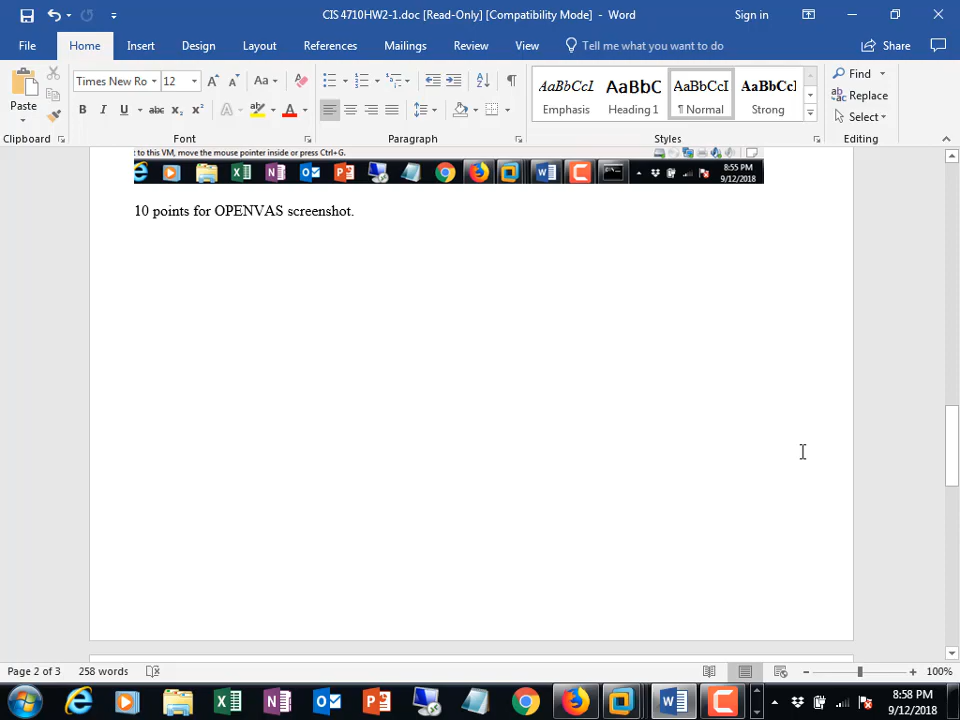 CIS 4710HW2-1.doc [Read-Only] [Compatibility Mode] - Word
Sign in
File
Home
Insert
Design
Layout
References
Mailings
Review
View
Tell me what you want to do
Share
Paste
Clipboard
Times New Ro
12
Aa
B I U abc X₂ X²
Font
Paragraph
AaBbCcI
Emphasis
AaBbC
Heading 1
AaBbCcI
¶ Normal
AaBbCcI
Strong
Styles
Find
Replace
Select
Editing
t to this VM, move the mouse pointer inside or press Ctrl+G.
8:55 PM
9/12/2018
10 points for OPENVAS screenshot.
Page 2 of 3
258 words
100%
8:58 PM
9/12/2018